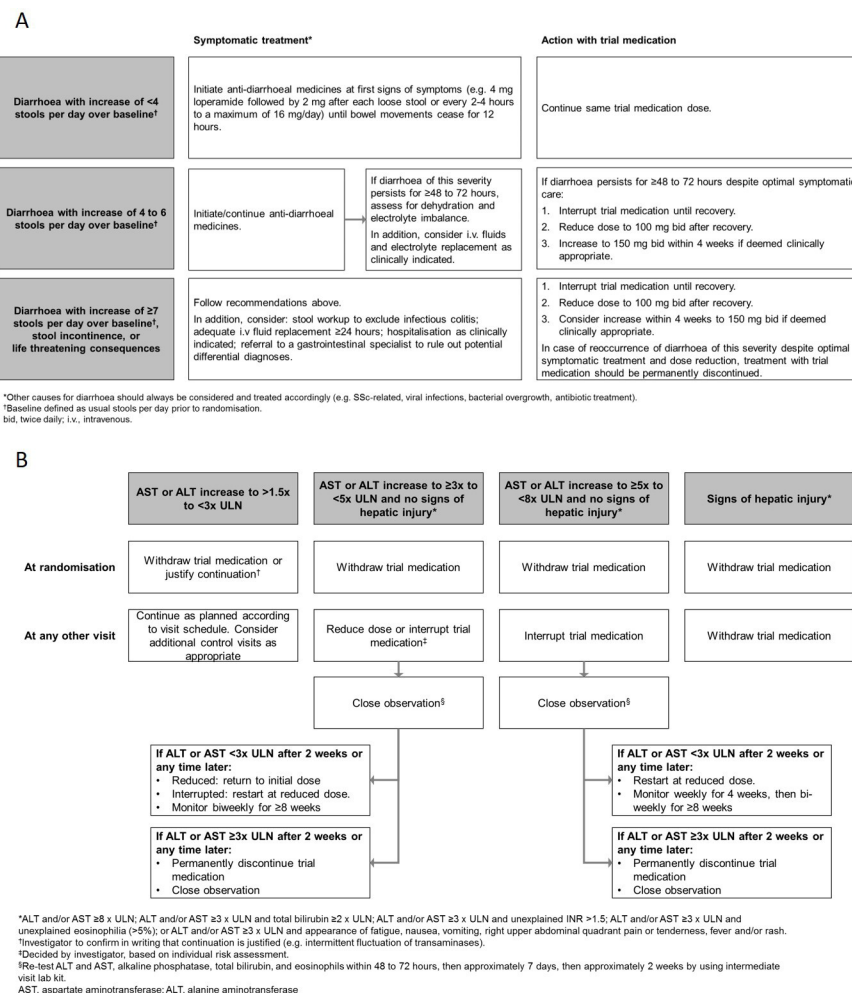 A
Symptomatic treatment*
Action with trial medication
Diarrhoea with increase of <4
stools per day over baseline†
Initiate anti-diarrhoeal medicines at first signs of symptoms (e.g. 4 mg
loperamide followed by 2 mg after each loose stool or every 2-4 hours
to a maximum of 16 mg/day) until bowel movements cease for 12
hours.
Continue same trial medication dose.
Diarrhoea with increase of 4 to 6
stools per day over baseline†
Initiate/continue anti-diarrhoeal
medicines.
If diarrhoea of this severity
persists for ≥48 to 72 hours,
assess for dehydration and
electrolyte imbalance.
In addition, consider i.v. fluids
and electrolyte replacement as
clinically indicated.
If diarrhoea persists for ≥48 to 72 hours despite optimal symptomatic
care:
1. Interrupt trial medication until recovery.
2. Reduce dose to 100 mg bid after recovery.
3. Increase to 150 mg bid within 4 weeks if deemed clinically
appropriate.
Diarrhoea with increase of ≥7
stools per day over baseline†,
stool incontinence, or
life threatening consequences
Follow recommendations above.
In addition, consider: stool workup to exclude infectious colitis;
adequate i.v fluid replacement ≥24 hours; hospitalisation as clinically
indicated; referral to a gastrointestinal specialist to rule out potential
differential diagnoses.
1. Interrupt trial medication until recovery.
2. Reduce dose to 100 mg bid after recovery.
3. Consider increase within 4 weeks to 150 mg bid if deemed
clinically appropriate.
In case of reoccurrence of diarrhoea of this severity despite optimal
symptomatic treatment and dose reduction, treatment with trial
medication should be permanently discontinued.
*Other causes for diarrhoea should always be considered and treated accordingly (e.g. SSc-related, viral infections, bacterial overgrowth, antibiotic treatment).
†Baseline defined as usual stools per day prior to randomisation.
bid, twice daily; i.v., intravenous.
B
AST or ALT increase to >1.5x
to <3x ULN
AST or ALT increase to ≥3x to
<5x ULN and no signs of
hepatic injury*
AST or ALT increase to ≥5x to
<8x ULN and no signs of
hepatic injury*
Signs of hepatic injury*
At randomisation
Withdraw trial medication or
justify continuation†
Withdraw trial medication
Withdraw trial medication
Withdraw trial medication
At any other visit
Continue as planned according
to visit schedule. Consider
additional control visits as
appropriate
Reduce dose or interrupt trial
medication‡
Interrupt trial medication
Withdraw trial medication
Close observation§
Close observation§
If ALT or AST <3x ULN after 2 weeks or
any time later:
• Reduced: return to initial dose
• Interrupted: restart at reduced dose.
• Monitor biweekly for ≥8 weeks
If ALT or AST <3x ULN after 2 weeks or
any time later:
• Restart at reduced dose.
• Monitor weekly for 4 weeks, then bi-
weekly for ≥8 weeks
If ALT or AST ≥3x ULN after 2 weeks or
any time later:
• Permanently discontinue trial
medication
• Close observation
If ALT or AST ≥3x ULN after 2 weeks or
any time later:
• Permanently discontinue trial
medication
• Close observation
*ALT and/or AST ≥8 x ULN; ALT and/or AST ≥3 x ULN and total bilirubin ≥2 x ULN; ALT and/or AST ≥3 x ULN and unexplained INR >1.5; ALT and/or AST ≥3 x ULN and
unexplained eosinophilia (>5%); or ALT and/or AST ≥3 x ULN and appearance of fatigue, nausea, vomiting, right upper abdominal quadrant pain or tenderness, fever and/or rash.
†Investigator to confirm in writing that continuation is justified (e.g. intermittent fluctuation of transaminases).
‡Decided by investigator, based on individual risk assessment.
§Re-test ALT and AST, alkaline phosphatase, total bilirubin, and eosinophils within 48 to 72 hours, then approximately 7 days, then approximately 2 weeks by using intermediate
visit lab kit.
AST, aspartate aminotransferase; ALT, alanine aminotransferase